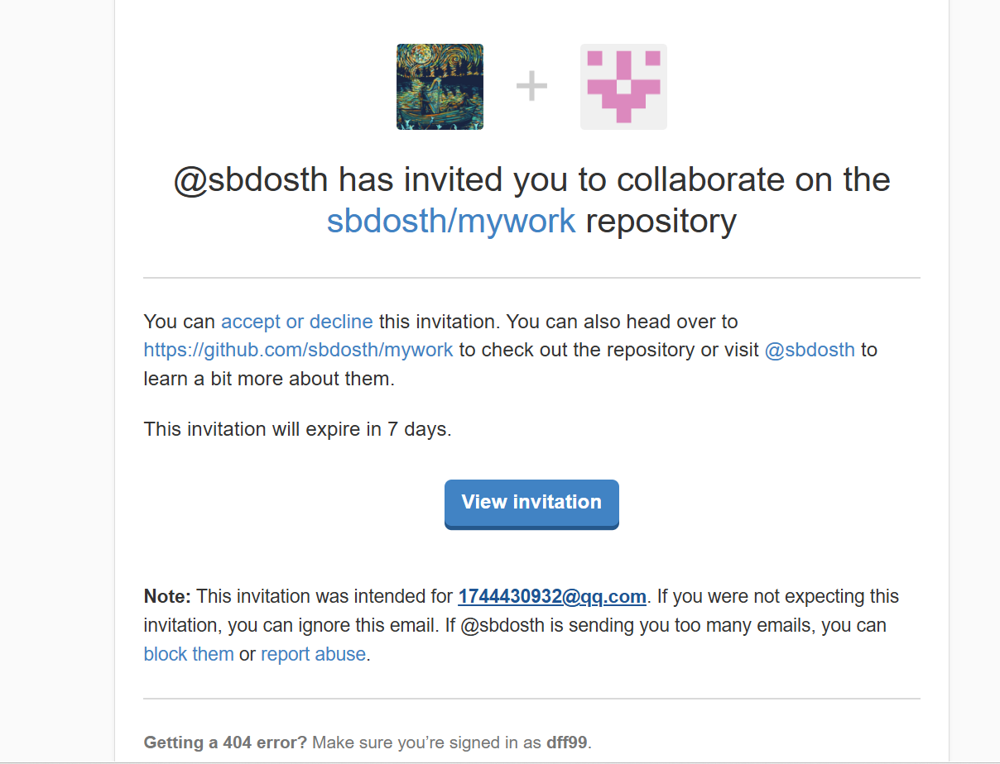 @sbdosth has invited you to collaborate on the
sbdosth/mywork repository
You can accept or decline this invitation. You can also head over to
https://github.com/sbdosth/mywork to check out the repository or visit @sbdosth to
learn a bit more about them.
This invitation will expire in 7 days.
View invitation
Note: This invitation was intended for 1744430932@qq.com. If you were not expecting this
invitation, you can ignore this email. If @sbdosth is sending you too many emails, you can
block them or report abuse.
Getting a 404 error? Make sure you’re signed in as dff99.